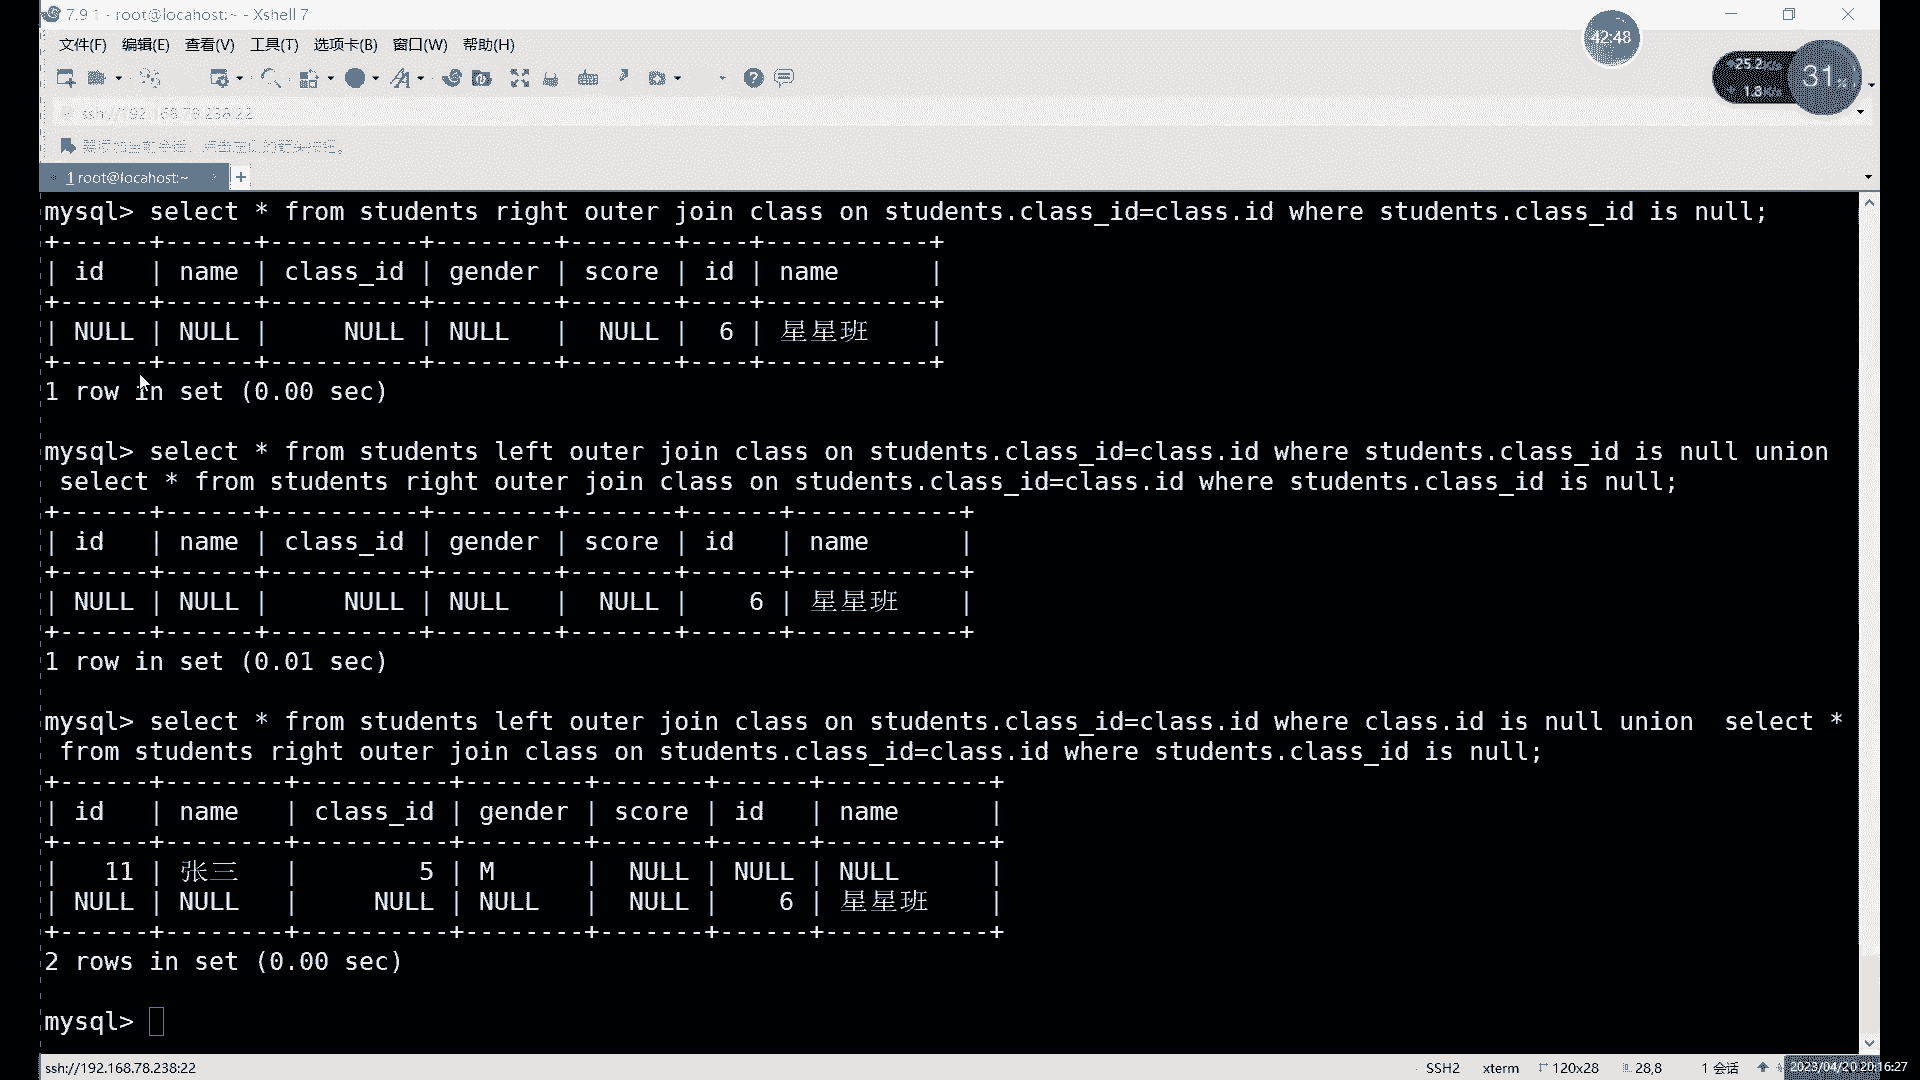 7.9 1 - root@locahost:~ - Xshell 7
文件(F) 编辑(E) 查看(V) 工具(T) 选项卡(B) 窗口(W) 帮助(H)
42:48
25.2K/s
1.8K/s
31%
ssh://192.168.78.238:22
1 root@locahost:~
mysql> select * from students right outer join class on students.class_id=class.id where students.class_id is null;
+------+------+----------+--------+-------+----+-----------+
| id   | name | class_id | gender | score | id | name      |
+------+------+----------+--------+-------+----+-----------+
| NULL | NULL |     NULL | NULL   |  NULL |  6 | 星星班    |
+------+------+----------+--------+-------+----+-----------+
1 row in set (0.00 sec)
mysql> select * from students left outer join class on students.class_id=class.id where students.class_id is null union
select * from students right outer join class on students.class_id=class.id where students.class_id is null;
+------+------+----------+--------+-------+------+-----------+
| id   | name | class_id | gender | score | id   | name      |
+------+------+----------+--------+-------+------+-----------+
| NULL | NULL |     NULL | NULL   |  NULL |    6 | 星星班    |
+------+------+----------+--------+-------+------+-----------+
1 row in set (0.01 sec)
mysql> select * from students left outer join class on students.class_id=class.id where class.id is null union  select *
from students right outer join class on students.class_id=class.id where students.class_id is null;
+------+--------+----------+--------+-------+------+-----------+
| id   | name   | class_id | gender | score | id   | name      |
+------+--------+----------+--------+-------+------+-----------+
|   11 | 张三   |        5 | M      |  NULL | NULL | NULL      |
| NULL | NULL   |     NULL | NULL   |  NULL |    6 | 星星班    |
+------+--------+----------+--------+-------+------+-----------+
2 rows in set (0.00 sec)
mysql>
ssh://192.168.78.238:22 SSH2 xterm 120x28 28,8 1 会话 2023/04/20 20:16:27